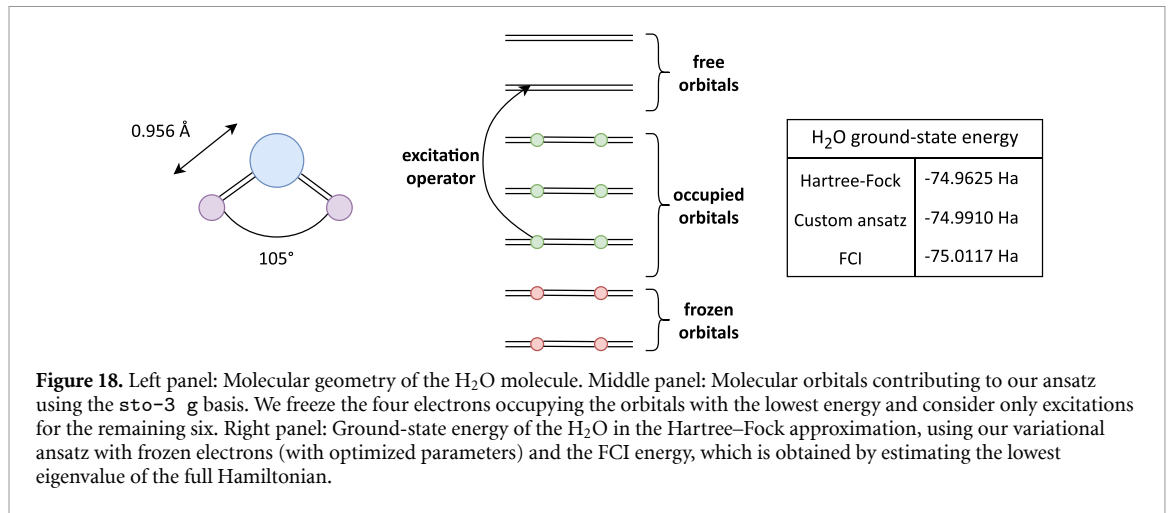 0.956 Å
105°
excitation
operator
free
orbitals
occupied
orbitals
frozen
orbitals
H₂O ground-state energy
Hartree-Fock -74.9625 Ha
Custom ansatz -74.9910 Ha
FCI -75.0117 Ha
Figure 18. Left panel: Molecular geometry of the H₂O molecule. Middle panel: Molecular orbitals contributing to our ansatz
using the sto-3 g basis. We freeze the four electrons occupying the orbitals with the lowest energy and consider only excitations
for the remaining six. Right panel: Ground-state energy of the H₂O in the Hartree–Fock approximation, using our variational
ansatz with frozen electrons (with optimized parameters) and the FCI energy, which is obtained by estimating the lowest
eigenvalue of the full Hamiltonian.